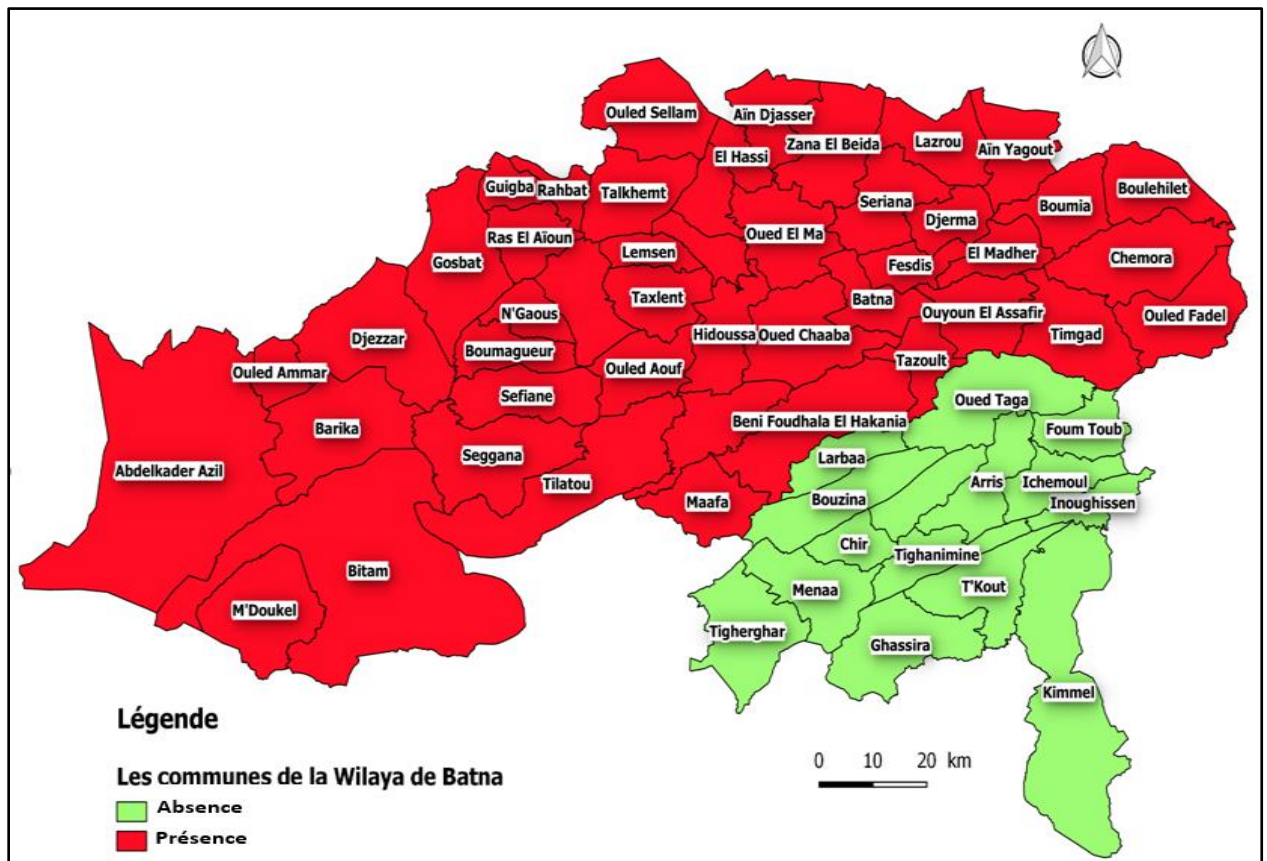 Ouled Sellam
Aïn Djasser
Zana El Beida
Lazrou
Aïn Yagout
El Hassi
Guigba
Rahbat
Talkhemt
Seriana
Djerma
Boumia
Boulehilet
Ras El Aïoun
Oued El Ma
Gosbat
Lemsen
Fesdis
El Madher
Chemora
Taxlent
Batna
N'Gaous
Ouyoun El Assafir
Ouled Fadel
Djezzar
Hidoussa
Oued Chaaba
Timgad
Boumagueur
Ouled Ammar
Ouled Aouf
Tazoult
Sefiane
Oued Taga
Barika
Beni Foudhala El Hakania
Foum Toub
Seggana
Larbaa
Abdelkader Azil
Tilatou
Arris
Ichemoul
Maafa
Bouzina
Inoughissen
Chir
Tighanimine
Bitam
Menaa
T'Kout
M'Doukel
Tigherghar
Ghassira
Kimmel
Légende
0 10 20 km
Les communes de la Wilaya de Batna
Absence
Présence